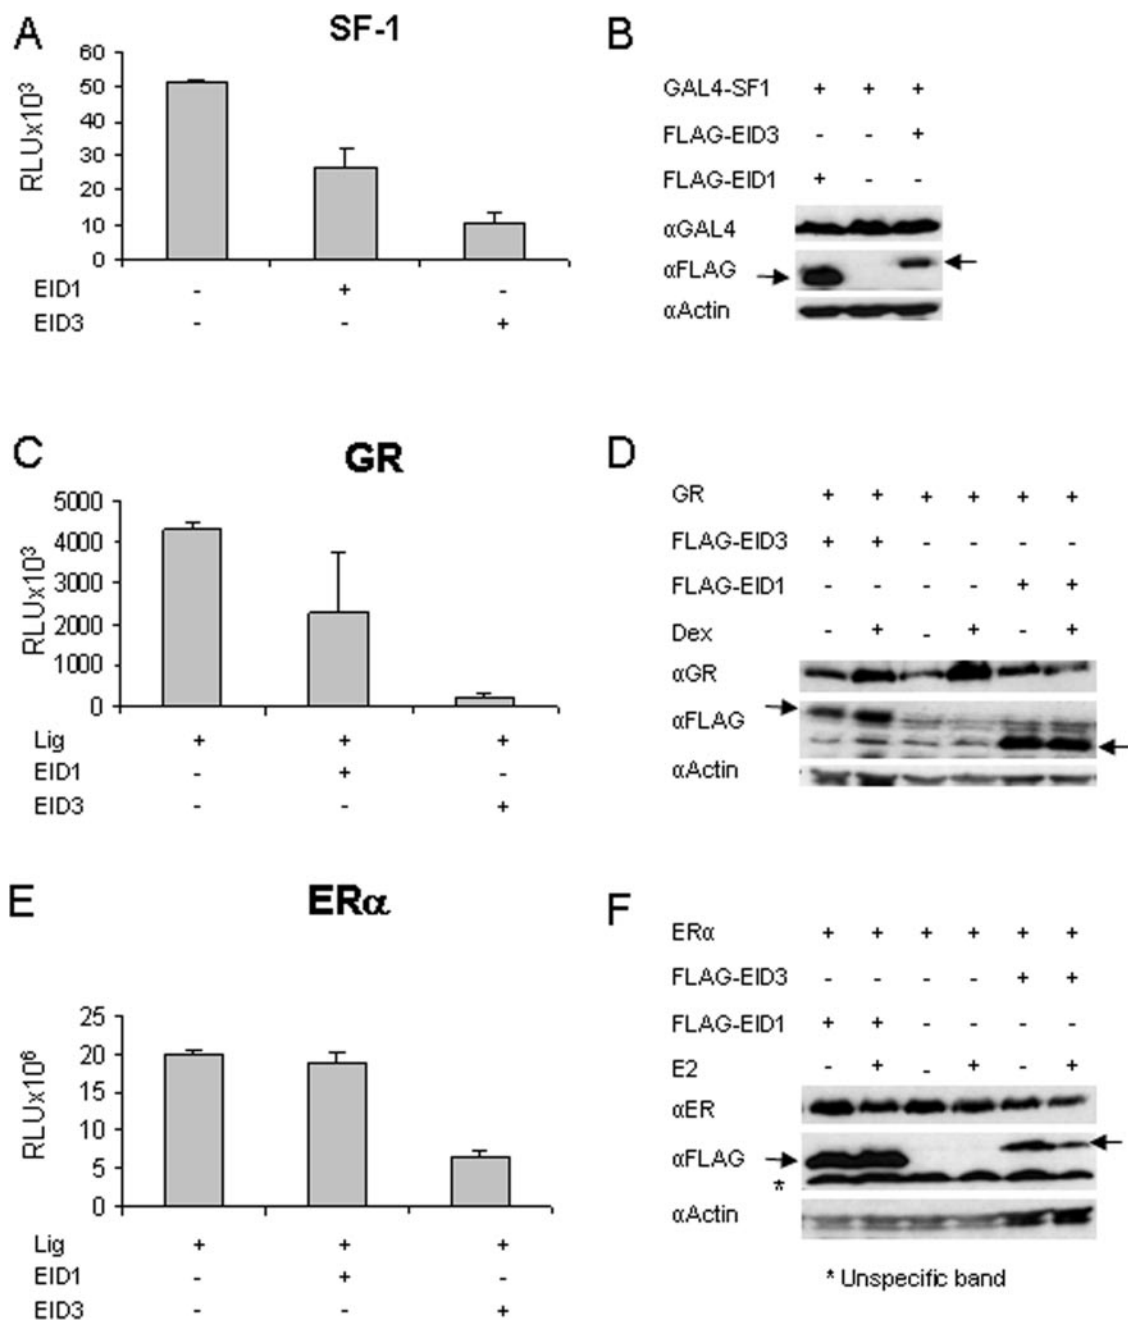 A
SF-1
RLUx10³
60
50
40
30
20
10
0
EID1 - + -
EID3 - - +
B
GAL4-SF1 + + +
FLAG-EID3 - - +
FLAG-EID1 + - -
αGAL4
αFLAG
αActin
C
GR
RLUx10³
5000
4000
3000
2000
1000
0
Lig + + +
EID1 - + -
EID3 - - +
D
GR + + + + + +
FLAG-EID3 + + - - - -
FLAG-EID1 - - - - + +
Dex - + - + - +
αGR
αFLAG
αActin
E
ERα
RLUx10⁶
25
20
15
10
5
0
Lig + + +
EID1 - + -
EID3 - - +
F
ERα + + + + + +
FLAG-EID3 - - - - + +
FLAG-EID1 + + - - - -
E2 - + - + - +
αER
αFLAG
*
αActin
* Unspecific band